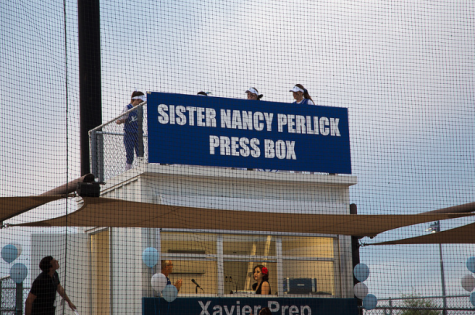 SISTER NANCY PERLICK
PRESS BOX
Xavier Prep